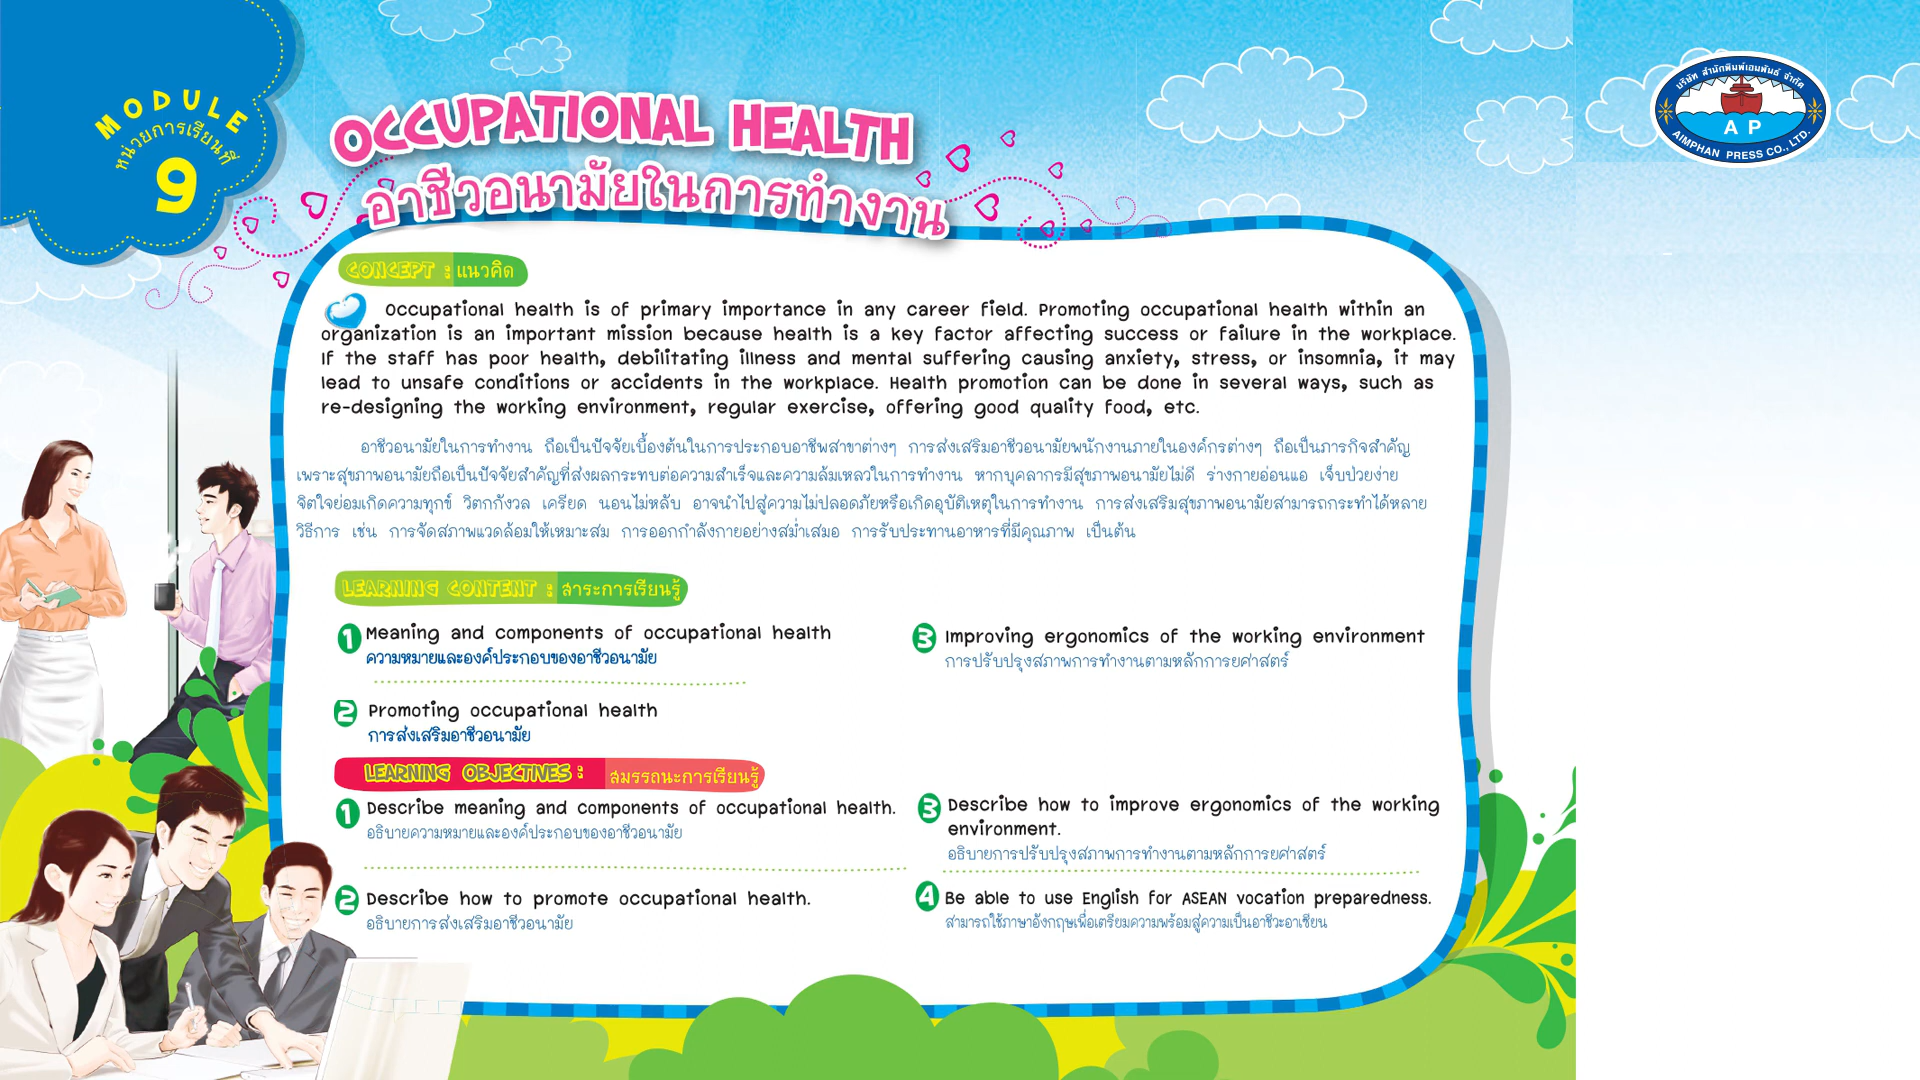 MODULE
หน่วยการเรียนที่
9
OCCUPATIONAL HEALTH
อาชีวอนามัยในการทำงาน
บริษัท สำนักพิมพ์เอมพันธ์ จำกัด
A P
AIMPHAN PRESS CO., LTD.
CONCEPT : แนวคิด
Occupational health is of primary importance in any career field. Promoting occupational health within an
organization is an important mission because health is a key factor affecting success or failure in the workplace.
If the staff has poor health, debilitating illness and mental suffering causing anxiety, stress, or insomnia, it may
lead to unsafe conditions or accidents in the workplace. Health promotion can be done in several ways, such as
re-designing the working environment, regular exercise, offering good quality food, etc.
อาชีวอนามัยในการทำงาน ถือเป็นปัจจัยเบื้องต้นในการประกอบอาชีพสาขาต่างๆ การส่งเสริมอาชีวอนามัยพนักงานภายในองค์กรต่างๆ ถือเป็นภารกิจสำคัญ
เพราะสุขภาพอนามัยถือเป็นปัจจัยสำคัญที่ส่งผลกระทบต่อความสำเร็จและความล้มเหลวในการทำงาน หากบุคลากรมีสุขภาพอนามัยไม่ดี ร่างกายอ่อนแอ เจ็บป่วยง่าย
จิตใจย่อมเกิดความทุกข์ วิตกกังวล เครียด นอนไม่หลับ อาจนำไปสู่ความไม่ปลอดภัยหรือเกิดอุบัติเหตุในการทำงาน การส่งเสริมสุขภาพอนามัยสามารถกระทำได้หลาย
วิธีการ เช่น การจัดสภาพแวดล้อมให้เหมาะสม การออกกำลังกายอย่างสม่ำเสมอ การรับประทานอาหารที่มีคุณภาพ เป็นต้น
LEARNING CONTENT : สาระการเรียนรู้
1 Meaning and components of occupational health
ความหมายและองค์ประกอบของอาชีวอนามัย
2 Promoting occupational health
การส่งเสริมอาชีวอนามัย
3 Improving ergonomics of the working environment
การปรับปรุงสภาพการทำงานตามหลักการยศาสตร์
LEARNING OBJECTIVES : สมรรถนะการเรียนรู้
1 Describe meaning and components of occupational health.
อธิบายความหมายและองค์ประกอบของอาชีวอนามัย
2 Describe how to promote occupational health.
อธิบายการส่งเสริมอาชีวอนามัย
3 Describe how to improve ergonomics of the working
environment.
อธิบายการปรับปรุงสภาพการทำงานตามหลักการยศาสตร์
4 Be able to use English for ASEAN vocation preparedness.
สามารถใช้ภาษาอังกฤษเพื่อเตรียมความพร้อมสู่ความเป็นอาชีวะอาเซียน